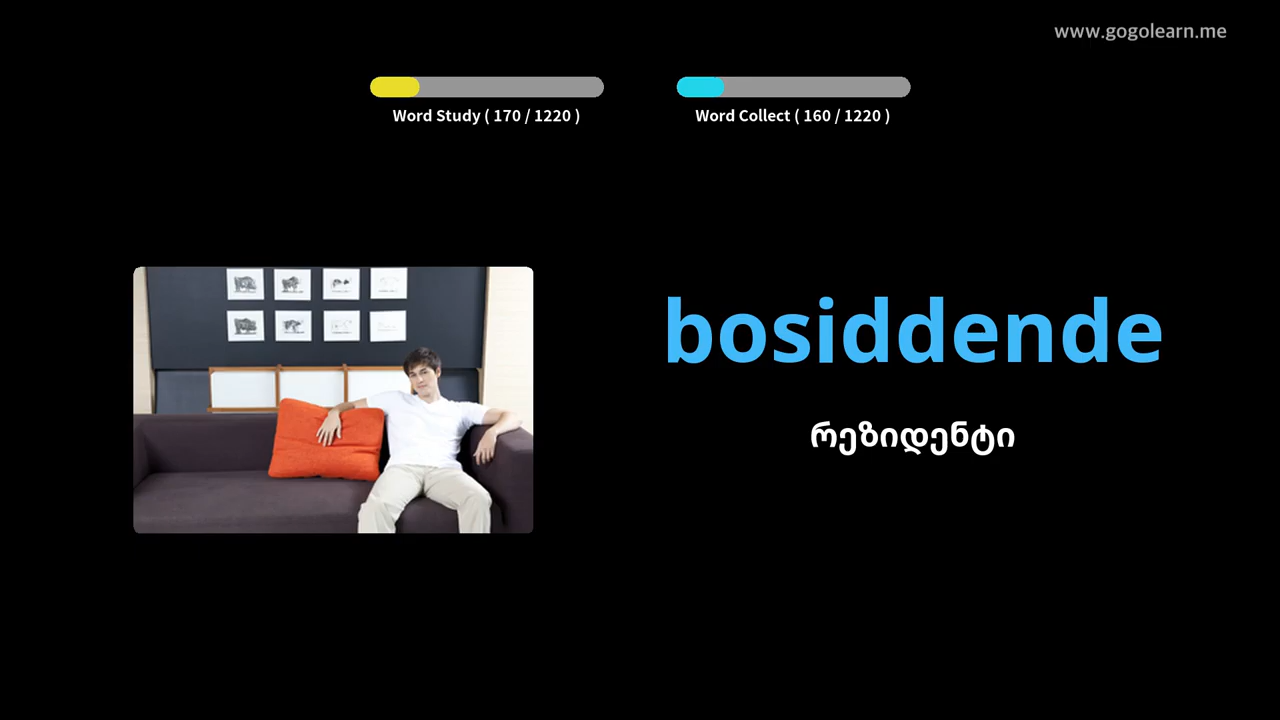 www.gogolearn.me
Word Study ( 170 / 1220 )
Word Collect ( 160 / 1220 )
bosiddende
რეზიდენტი